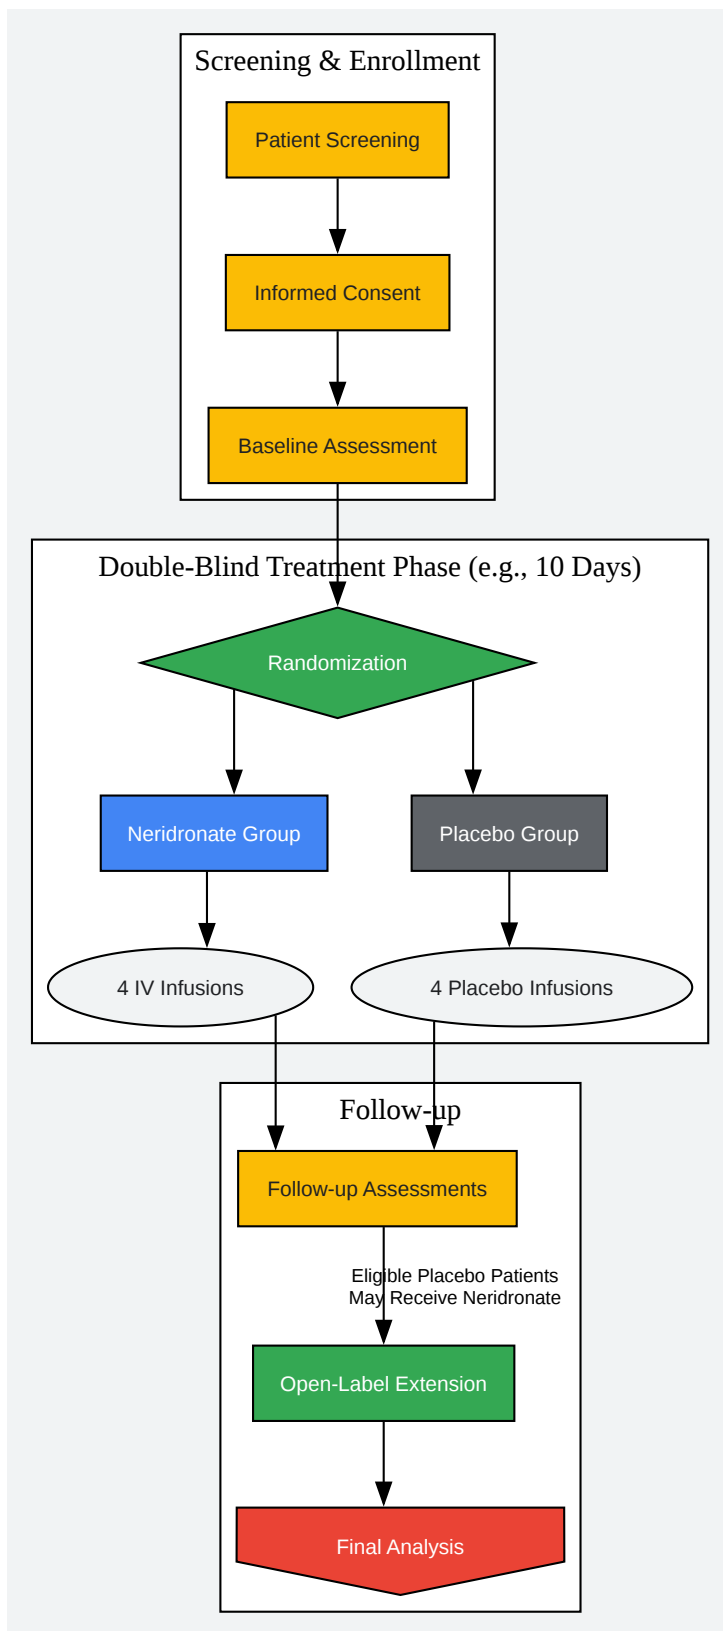 Screening & Enrollment
Patient Screening
Informed Consent
Baseline Assessment
Double-Blind Treatment Phase (e.g., 10 Days)
Randomization
Neridronate Group
Placebo Group
4 IV Infusions
4 Placebo Infusions
Follow-up
Follow-up Assessments
Eligible Placebo Patients
May Receive Neridronate
Open-Label Extension
Final Analysis